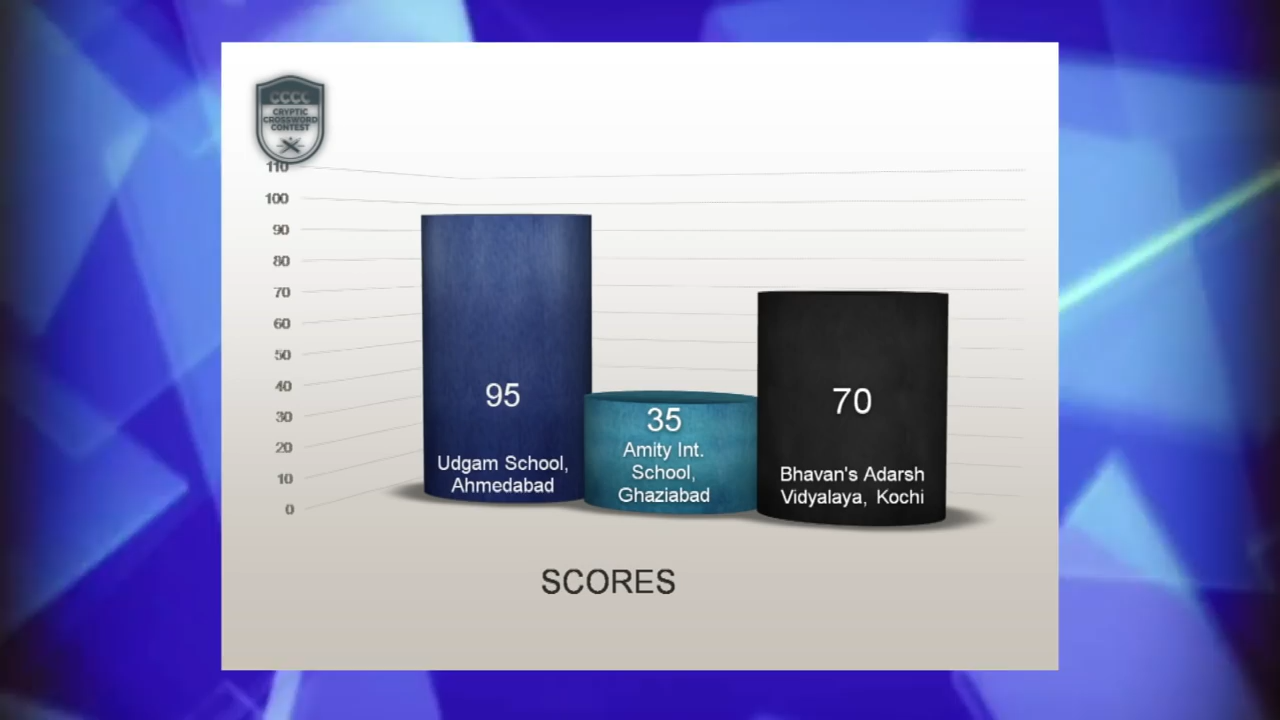 CCCC
CRYPTIC
CROSSWORD
CONTEST
110
100
90
80
70
60
50
40
30
20
10
0
95
Udgam School,
Ahmedabad
35
Amity Int.
School,
Ghaziabad
70
Bhavan's Adarsh
Vidyalaya, Kochi
SCORES